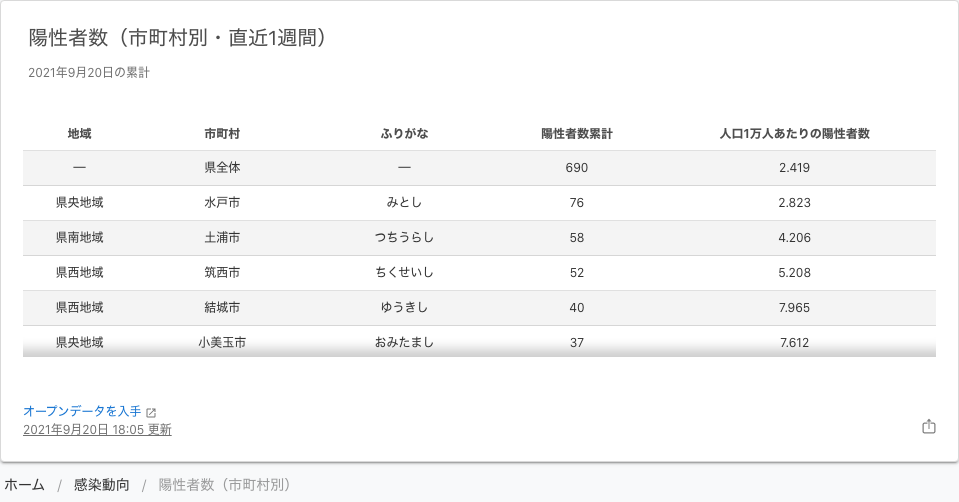 陽性者数（市町村別・直近1週間）
2021年9月20日の累計
地域 市町村 ふりがな 陽性者数累計 人口1万人あたりの陽性者数
— 県全体 — 690 2.419
県央地域 水戸市 みとし 76 2.823
県南地域 土浦市 つちうらし 58 4.206
県西地域 筑西市 ちくせいし 52 5.208
県西地域 結城市 ゆうきし 40 7.965
県央地域 小美玉市 おみたまし 37 7.612
オープンデータを入手
2021年9月20日 18:05 更新
ホーム / 感染動向 / 陽性者数（市町村別）